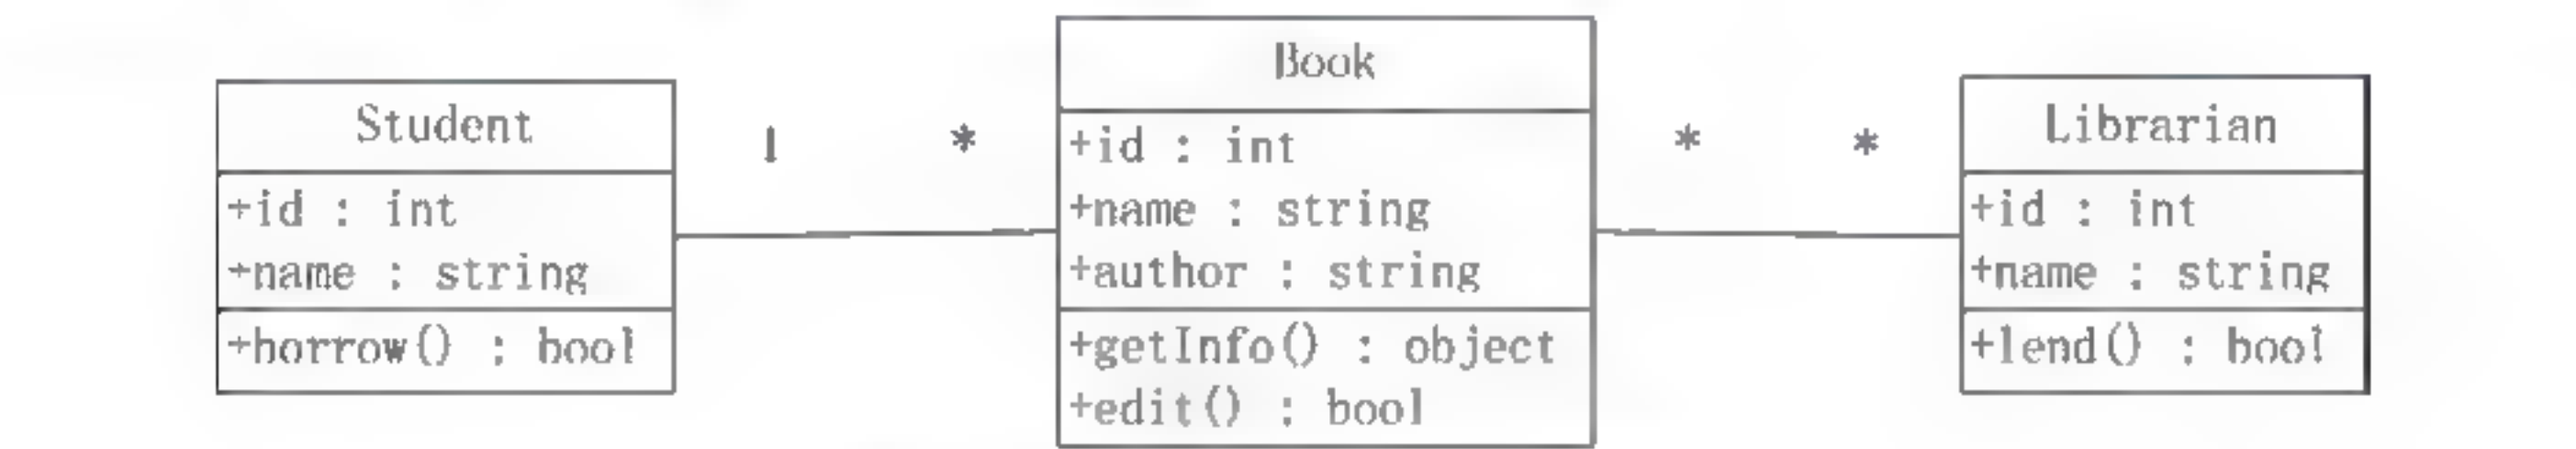 Student
+id : int
+name : string
+borrow() : bool
1
*
Book
+id : int
+name : string
+author : string
+getInfo() : object
+edit() : bool
*
*
Librarian
+id : int
+name : string
+lend() : bool